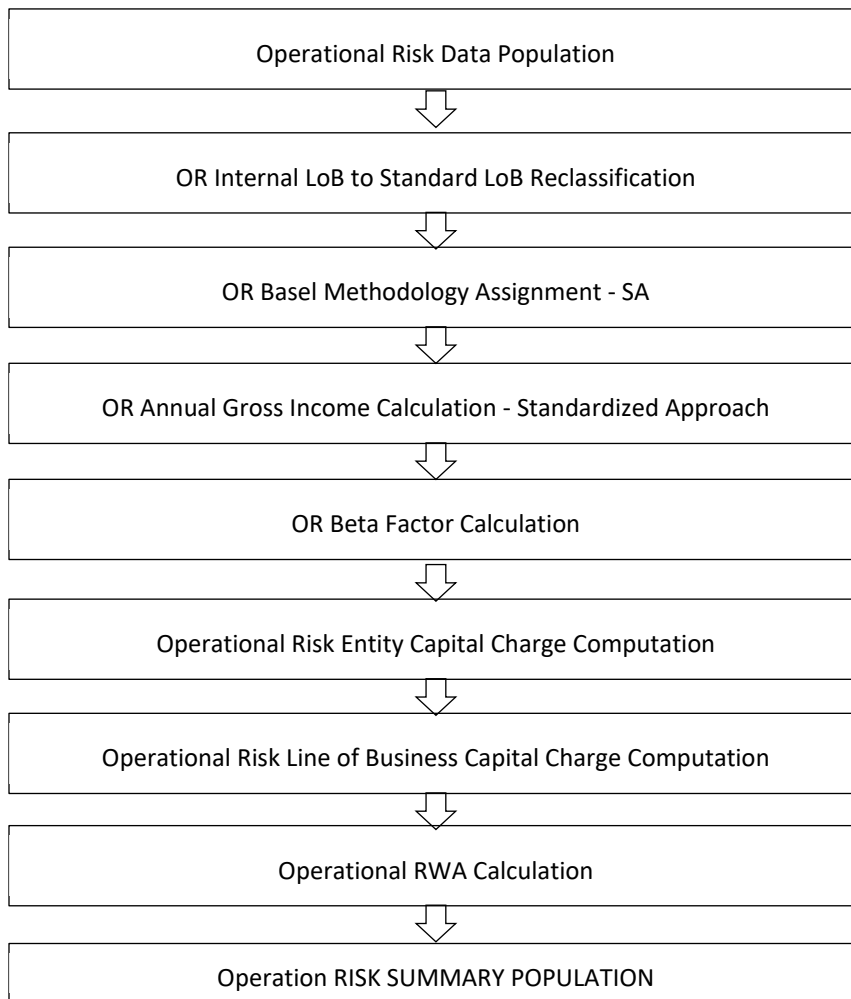 Operational Risk Data Population
OR Internal LoB to Standard LoB Reclassification
OR Basel Methodology Assignment - SA
OR Annual Gross Income Calculation - Standardized Approach
OR Beta Factor Calculation
Operational Risk Entity Capital Charge Computation
Operational Risk Line of Business Capital Charge Computation
Operational RWA Calculation
Operation RISK SUMMARY POPULATION